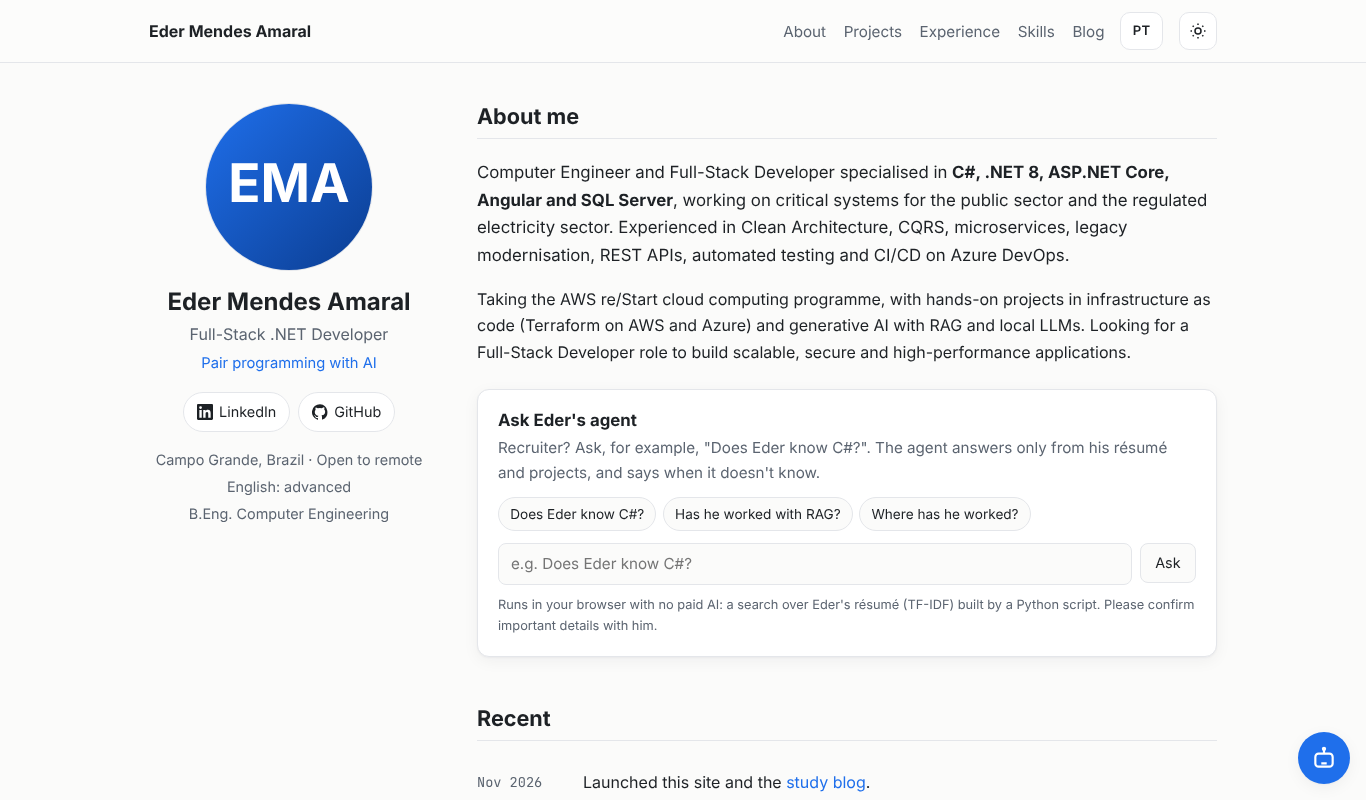 Eder Mendes Amaral
About
Projects
Experience
Skills
Blog
PT
EMA
Eder Mendes Amaral
Full-Stack .NET Developer
Pair programming with AI
LinkedIn
GitHub
Campo Grande, Brazil · Open to remote
English: advanced
B.Eng. Computer Engineering
About me
Computer Engineer and Full-Stack Developer specialised in C#, .NET 8, ASP.NET Core,
Angular and SQL Server, working on critical systems for the public sector and the regulated
electricity sector. Experienced in Clean Architecture, CQRS, microservices, legacy
modernisation, REST APIs, automated testing and CI/CD on Azure DevOps.
Taking the AWS re/Start cloud computing programme, with hands-on projects in infrastructure as
code (Terraform on AWS and Azure) and generative AI with RAG and local LLMs. Looking for a
Full-Stack Developer role to build scalable, secure and high-performance applications.
Ask Eder's agent
Recruiter? Ask, for example, "Does Eder know C#?". The agent answers only from his résumé
and projects, and says when it doesn't know.
Does Eder know C#?
Has he worked with RAG?
Where has he worked?
e.g. Does Eder know C#?
Ask
Runs in your browser with no paid AI: a search over Eder's résumé (TF-IDF) built by a Python script. Please confirm
important details with him.
Recent
Nov 2026
Launched this site and the study blog.